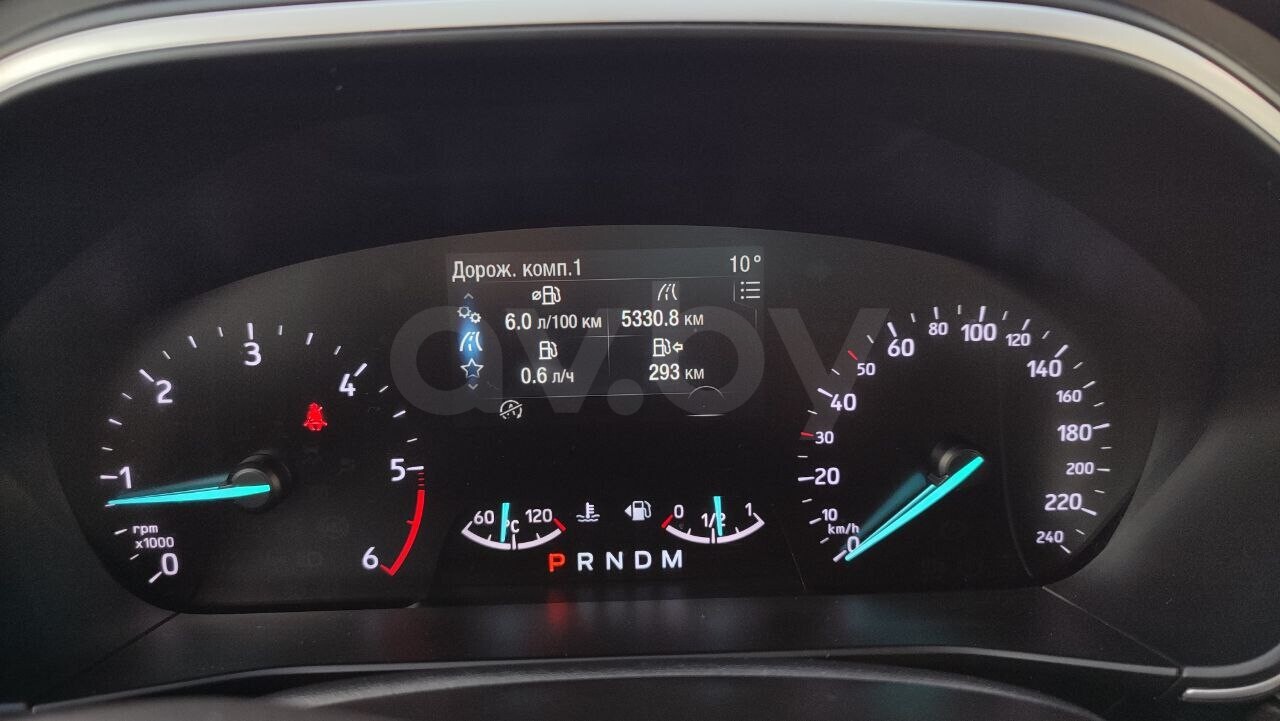 Дорож. комп.1 10°
6.0 л/100 км 5330.8 км
0.6 л/ч 293 км
av.by
0 1 2 3 4 5 6
rpm
x1000
60 °C 120
0 1/2 1
P R N D M
0 10 20 30 40 50 60 80 100 120 140 160 180 200 220 240
km/h